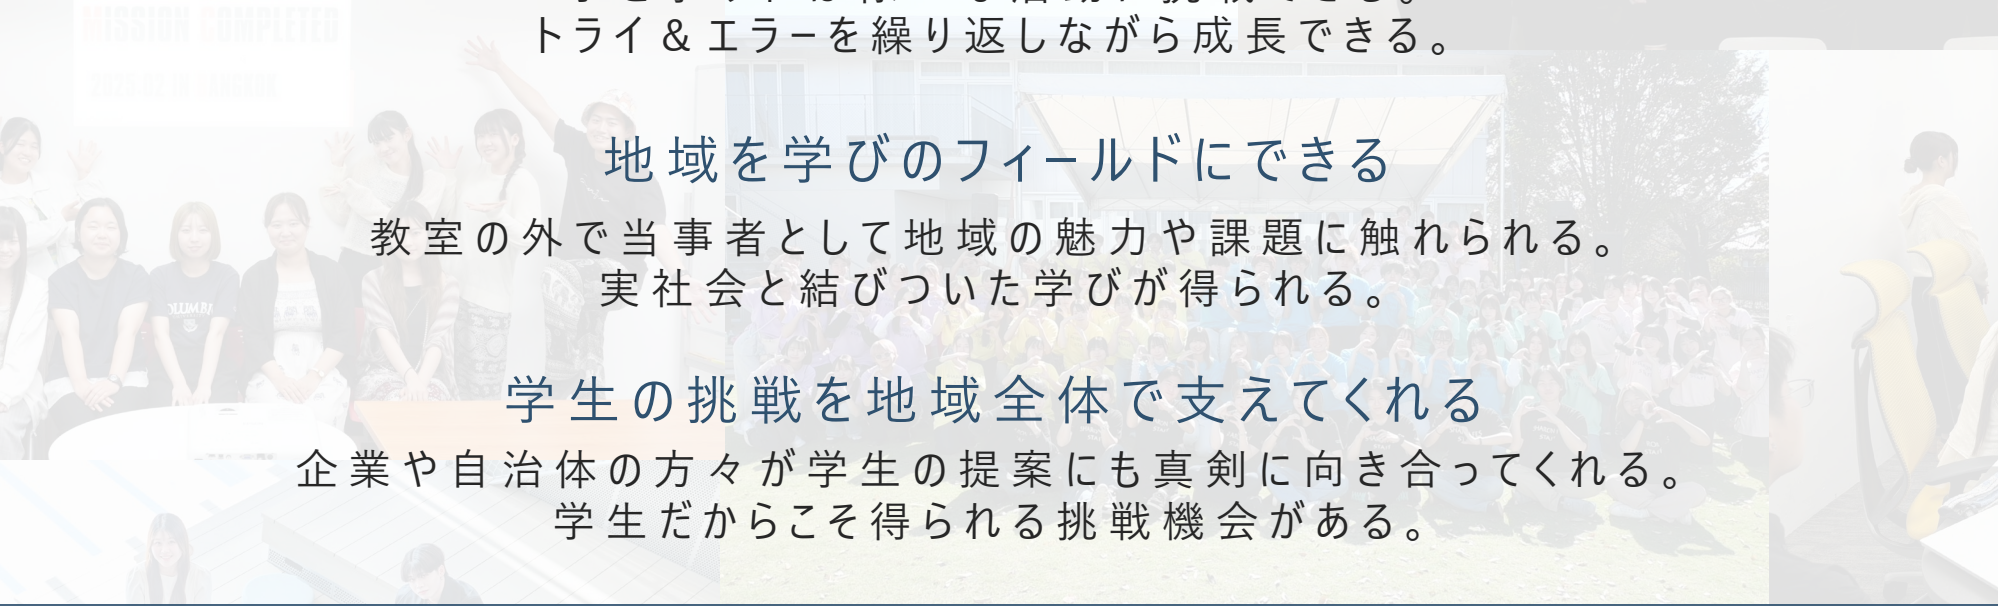 MISSION COMPLETED
トライ＆エラーを繰り返しながら成長できる。
地域を学びのフィールドにできる
教室の外で当事者として地域の魅力や課題に触れられる。
実社会と結びついた学びが得られる。
学生の挑戦を地域全体で支えてくれる
企業や自治体の方々が学生の提案にも真剣に向き合ってくれる。
学生だからこそ得られる挑戦機会がある。